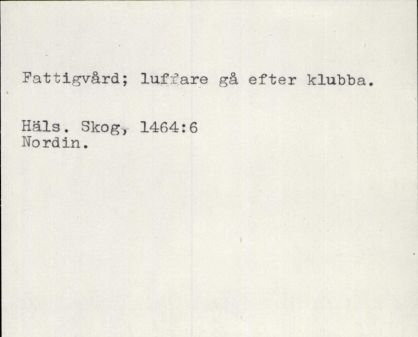 Fattigvård; luffare gå efter klubba.
Häls. Skog, 1464:6
Nordin.